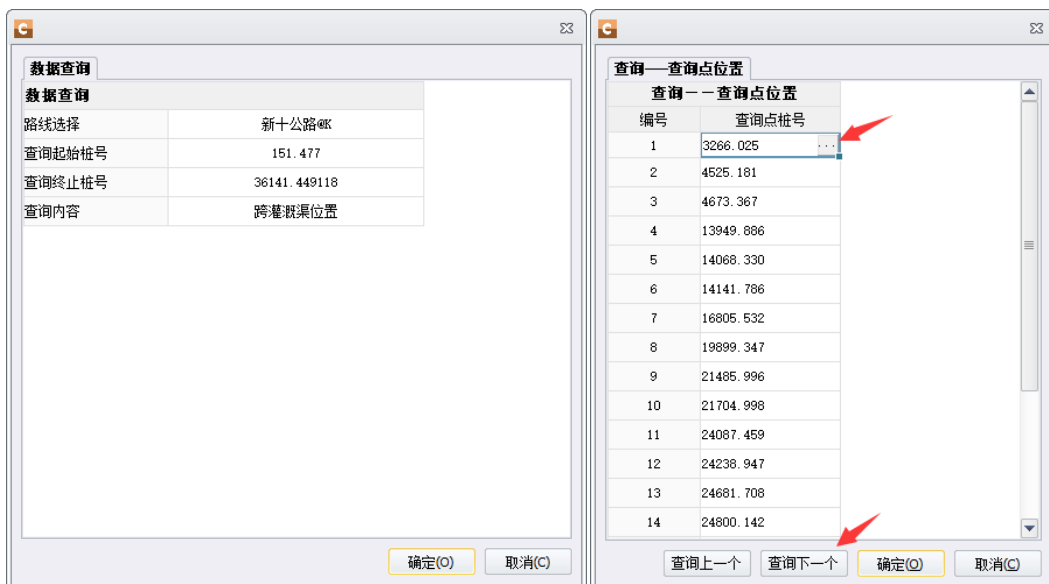 数据查询
数据查询
路线选择 新十公路@K
查询起始桩号 151.477
查询终止桩号 36141.449118
查询内容 跨灌溉渠位置
确定(O) 取消(C)
查询——查询点位置
查询——查询点位置
编号 查询点桩号
1 3266.025 ...
2 4525.181
3 4673.367
4 13949.886
5 14068.330
6 14141.786
7 16805.532
8 19899.347
9 21485.996
10 21704.998
11 24087.459
12 24238.947
13 24681.708
14 24800.142
查询上一个 查询下一个 确定(O) 取消(C)